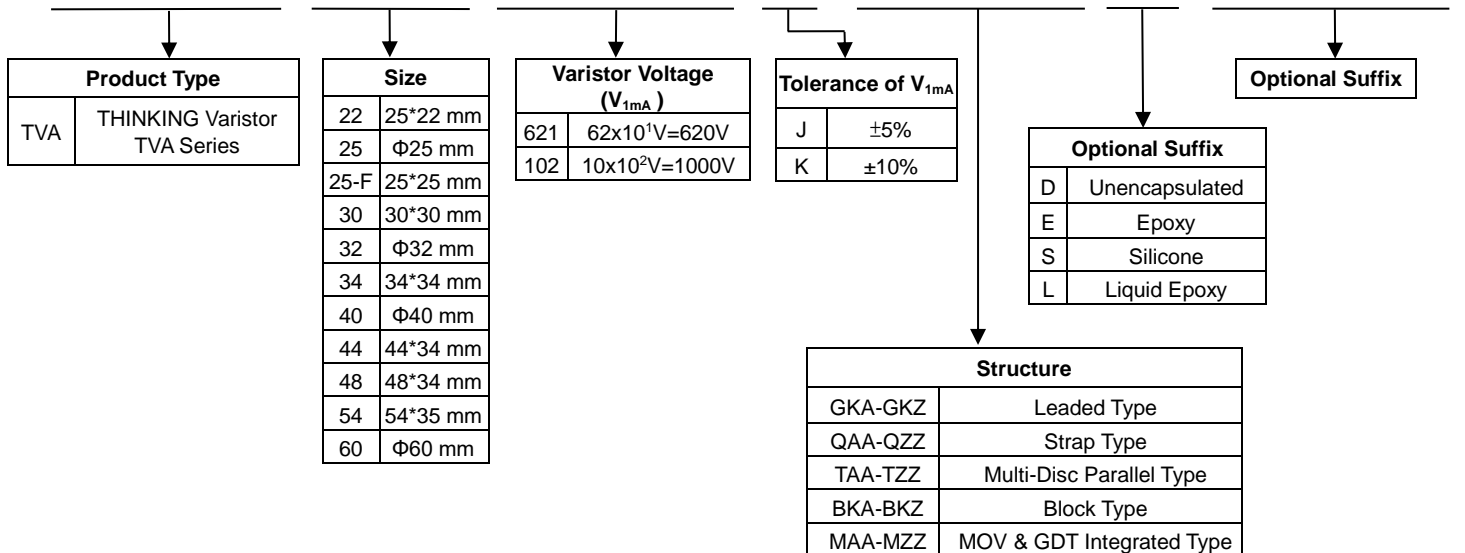 Product Type
TVA THINKING Varistor
TVA Series
Size
22 25*22 mm
25 Φ25 mm
25-F 25*25 mm
30 30*30 mm
32 Φ32 mm
34 34*34 mm
40 Φ40 mm
44 44*34 mm
48 48*34 mm
54 54*35 mm
60 Φ60 mm
Varistor Voltage
(V1mA )
621 62x10¹V=620V
102 10x10²V=1000V
Tolerance of V1mA
J ±5%
K ±10%
Optional Suffix
Optional Suffix
D Unencapsulated
E Epoxy
S Silicone
L Liquid Epoxy
Structure
GKA-GKZ Leaded Type
QAA-QZZ Strap Type
TAA-TZZ Multi-Disc Parallel Type
BKA-BKZ Block Type
MAA-MZZ MOV & GDT Integrated Type